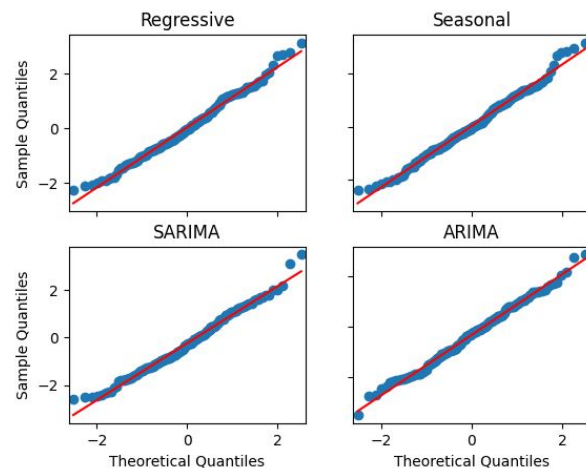 Regressive
Seasonal
Sample Quantiles
2
0
−2
SARIMA
ARIMA
Sample Quantiles
2
0
−2
−2
0
2
−2
0
2
Theoretical Quantiles
Theoretical Quantiles